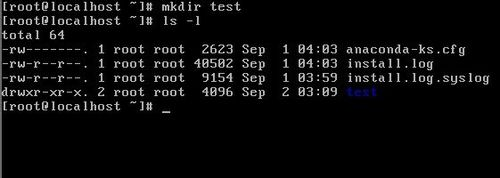 [root@localhost ~]# mkdir test
[root@localhost ~]# ls -l
total 64
-rw-------. 1 root root  2623 Sep  1 04:03 anaconda-ks.cfg
-rw-r--r--. 1 root root 40502 Sep  1 04:03 install.log
-rw-r--r--. 1 root root  9154 Sep  1 03:59 install.log.syslog
drwxr-xr-x. 2 root root  4096 Sep  2 03:09 test
[root@localhost ~]# _